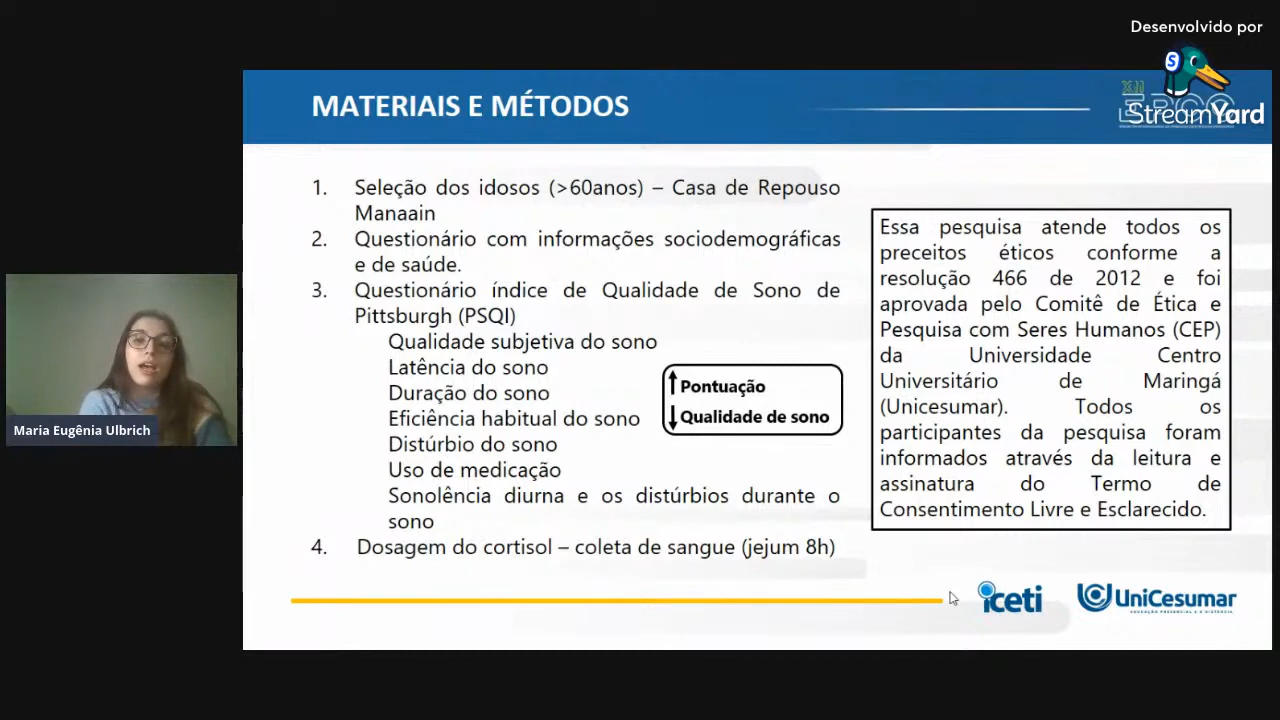 Desenvolvido por
StreamYard
MATERIAIS E MÉTODOS
1. Seleção dos idosos (>60anos) – Casa de Repouso
Manaain
2. Questionário com informações sociodemográficas
e de saúde.
3. Questionário índice de Qualidade de Sono de
Pittsburgh (PSQI)
Qualidade subjetiva do sono
Latência do sono
Duração do sono
Eficiência habitual do sono
Distúrbio do sono
Uso de medicação
Sonolência diurna e os distúrbios durante o
sono
4. Dosagem do cortisol – coleta de sangue (jejum 8h)
↑ Pontuação
↓ Qualidade de sono
Essa pesquisa atende todos os
preceitos éticos conforme a
resolução 466 de 2012 e foi
aprovada pelo Comitê de Ética e
Pesquisa com Seres Humanos (CEP)
da Universidade Centro
Universitário de Maringá
(Unicesumar). Todos os
participantes da pesquisa foram
informados através da leitura e
assinatura do Termo de
Consentimento Livre e Esclarecido.
Maria Eugênia Ulbrich
iceti
UniCesumar